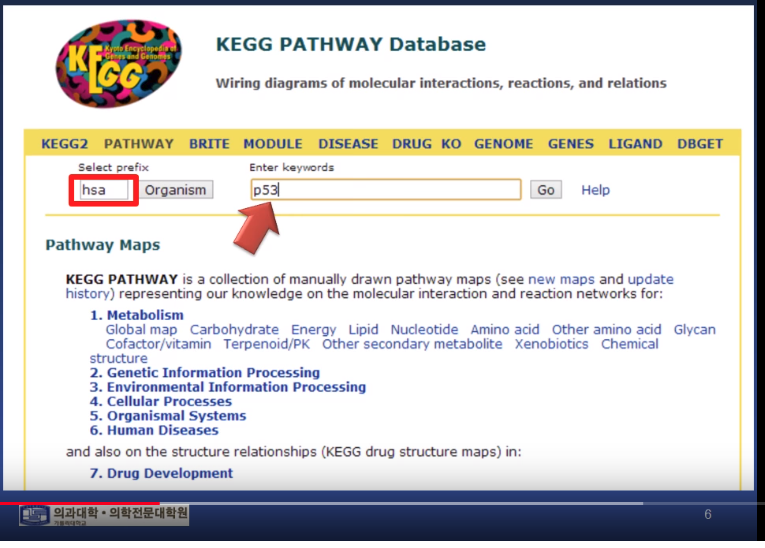 KEGG
Kyoto Encyclopedia of
Genes and Genomes
KEGG PATHWAY Database
Wiring diagrams of molecular interactions, reactions, and relations
KEGG2 PATHWAY BRITE MODULE DISEASE DRUG KO GENOME GENES LIGAND DBGET
Select prefix Enter keywords
hsa Organism p53 Go Help
Pathway Maps
KEGG PATHWAY is a collection of manually drawn pathway maps (see new maps and update
history) representing our knowledge on the molecular interaction and reaction networks for:
1. Metabolism
Global map Carbohydrate Energy Lipid Nucleotide Amino acid Other amino acid Glycan
Cofactor/vitamin Terpenoid/PK Other secondary metabolite Xenobiotics Chemical
structure
2. Genetic Information Processing
3. Environmental Information Processing
4. Cellular Processes
5. Organismal Systems
6. Human Diseases
and also on the structure relationships (KEGG drug structure maps) in:
7. Drug Development
의과대학 • 의학전문대학원
6